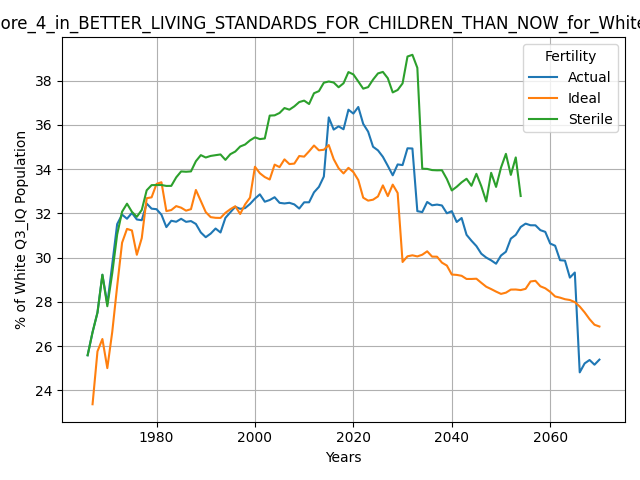 ore_4_in_BETTER_LIVING_STANDARDS_FOR_CHILDREN_THAN_NOW_for_White
% of White Q3_IQ Population
38
36
34
32
30
28
26
24
Fertility
Actual
Ideal
Sterile
1980
2000
2020
2040
2060
Years